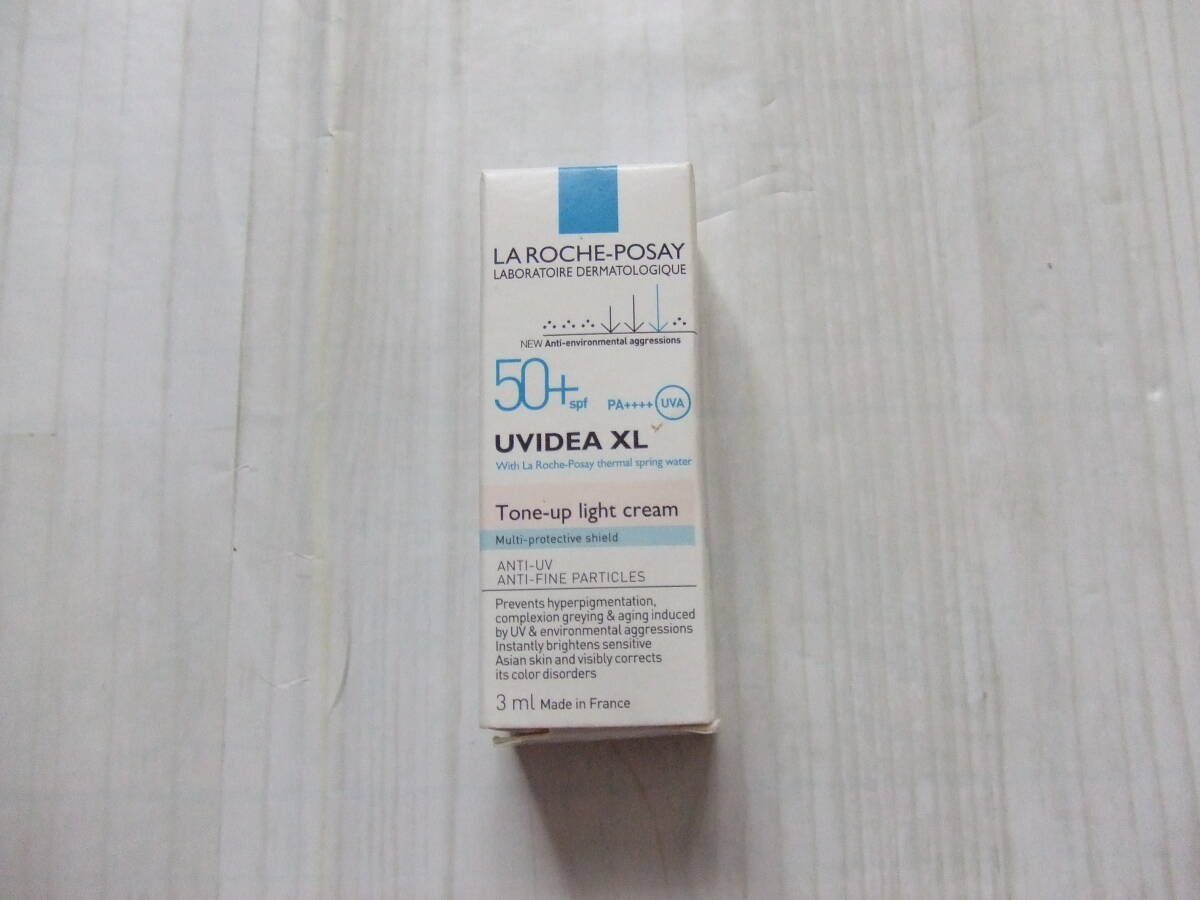 LA ROCHE-POSAY
LABORATOIRE DERMATOLOGIQUE
NEW Anti-environmental aggressions
50+ spf PA++++ UVA
UVIDEA XL
With La Roche-Posay thermal spring water
Tone-up light cream
Multi-protective shield
ANTI-UV
ANTI-FINE PARTICLES
Prevents hyperpigmentation,
complexion greying & aging induced
by UV & environmental aggressions
Instantly brightens sensitive
Asian skin and visibly corrects
its color disorders
3 ml Made in France